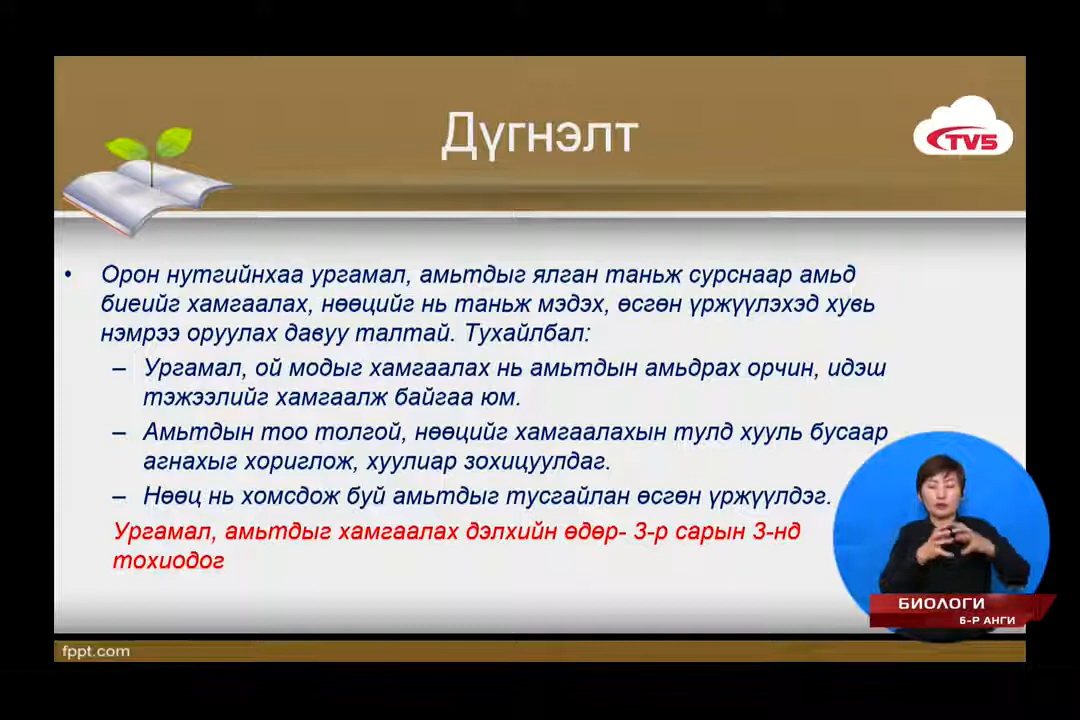 Дүгнэлт
TV5
• Орон нутгийнхаа ургамал, амьтдыг ялган таньж сурснаар амьд
биеийг хамгаалах, нөөцийг нь таньж мэдэх, өсгөн үржүүлэхэд хувь
нэмрээ оруулах давуу талтай. Тухайлбал:
– Ургамал, ой модыг хамгаалах нь амьтдын амьдрах орчин, идэш
тэжээлийг хамгаалж байгаа юм.
– Амьтдын тоо толгой, нөөцийг хамгаалахын тулд хууль бусаар
агнахыг хориглож, хуулиар зохицуулдаг.
– Нөөц нь хомсдож буй амьтдыг тусгайлан өсгөн үржүүлдэг.
Ургамал, амьтдыг хамгаалах дэлхийн өдөр- 3-р сарын 3-нд
тохиодог
БИОЛОГИ
6-Р АНГИ
fppt.com